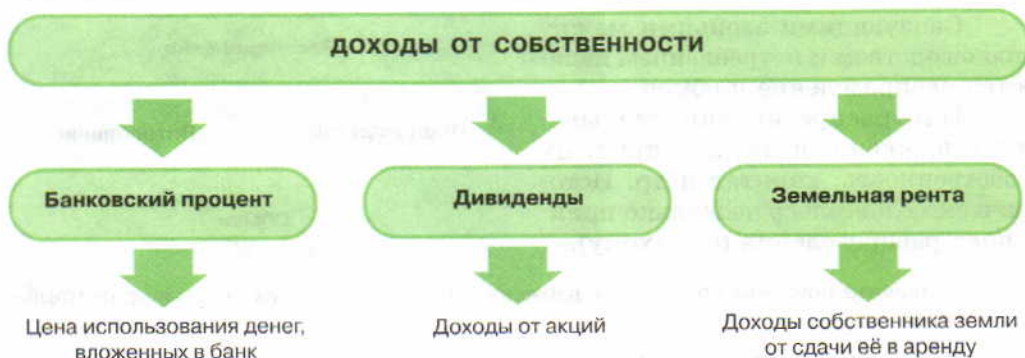 ДОХОДЫ ОТ СОБСТВЕННОСТИ
Банковский процент
Дивиденды
Земельная рента
Цена использования денег,
вложенных в банк
Доходы от акций
Доходы собственника земли
от сдачи её в аренду